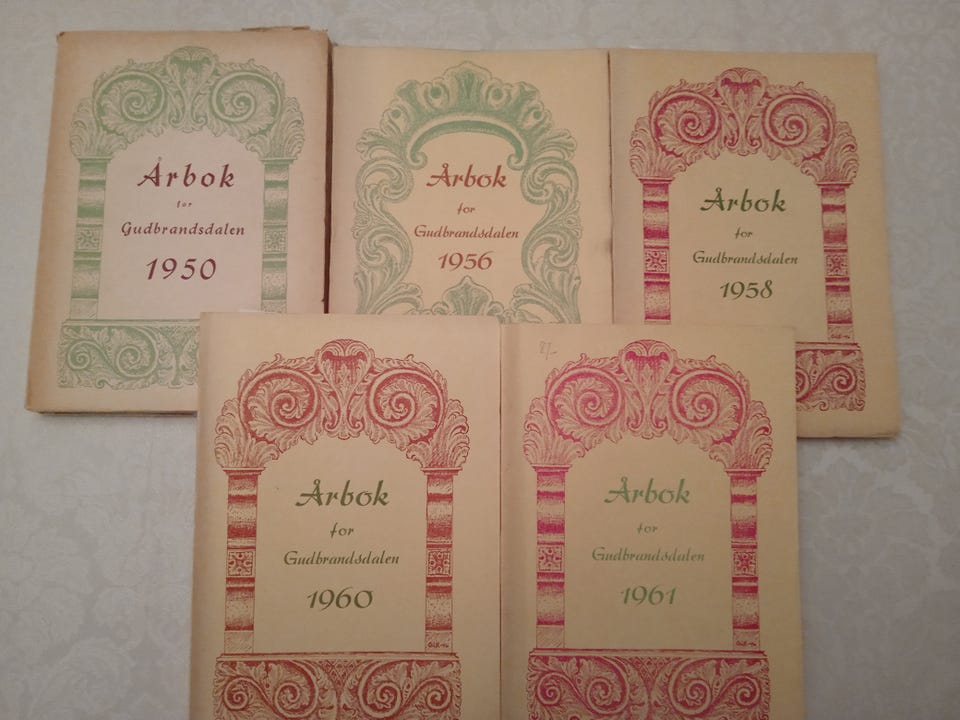 Årbok
for
Gudbrandsdalen
1950
Årbok
for
Gudbrandsdalen
1956
Årbok
for
Gudbrandsdalen
1958
Årbok
for
Gudbrandsdalen
1960
87,-
Årbok
for
Gudbrandsdalen
1961